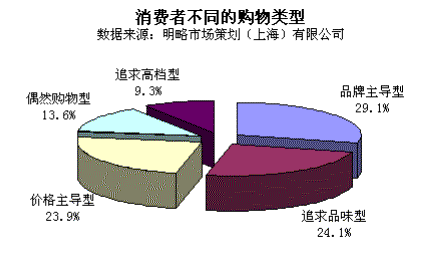 消费者不同的购物类型
数据来源：明略市场策划（上海）有限公司
追求高档型
9.3%
品牌主导型
29.1%
偶然购物型
13.6%
价格主导型
23.9%
追求品味型
24.1%